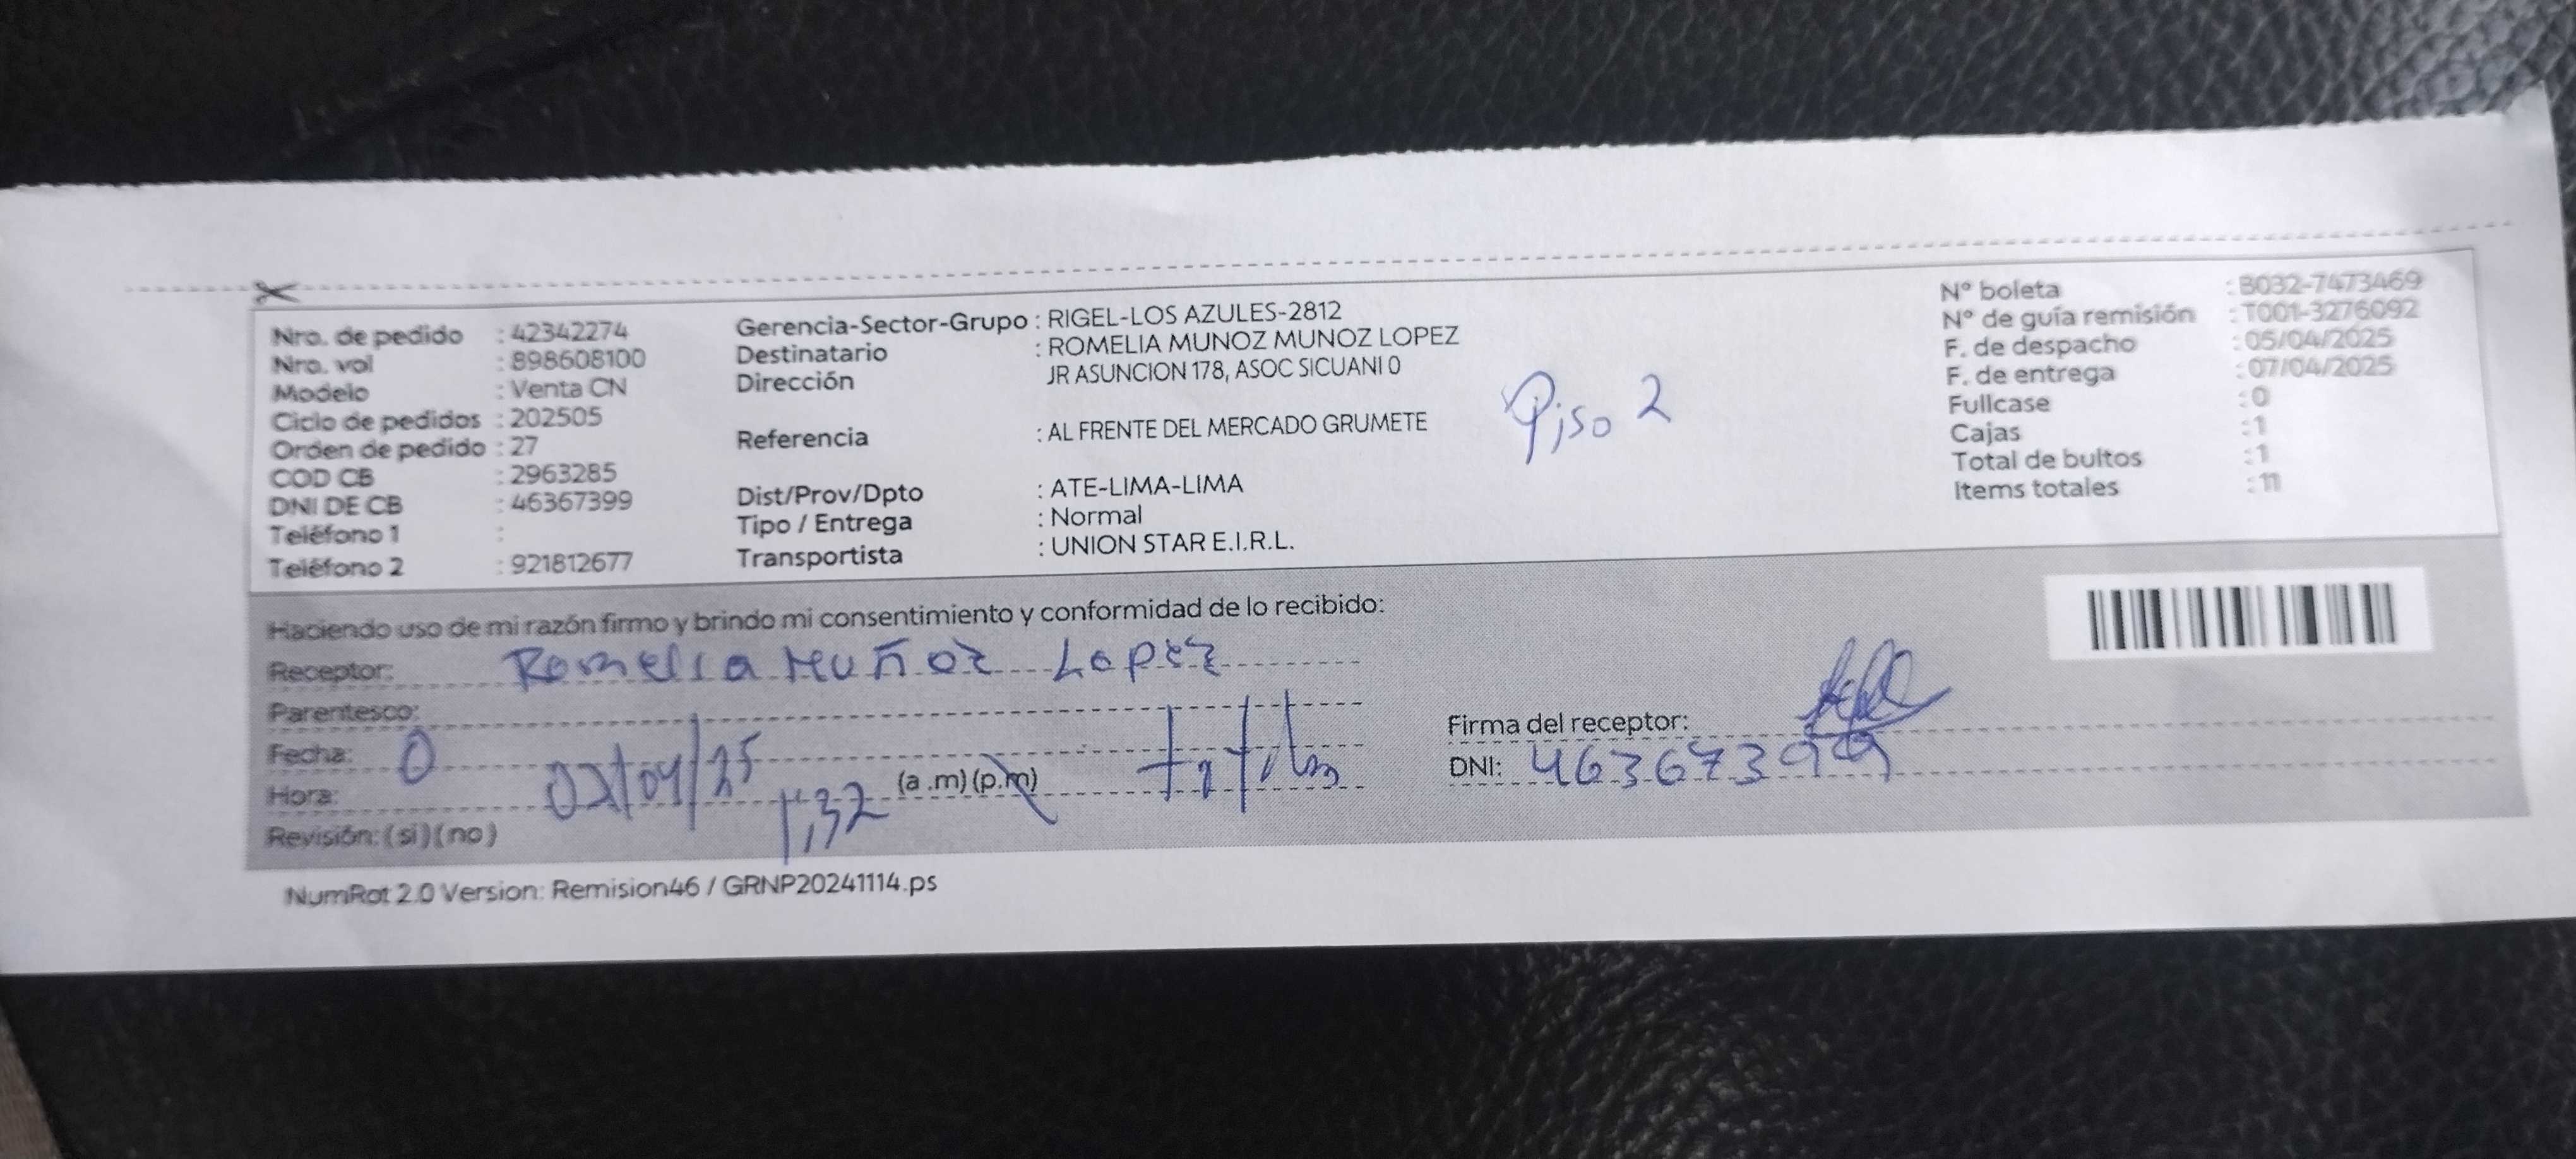 Nro. de pedido : 42342274
Nro. vol : 898608100
Modelo : Venta CN
Ciclo de pedidos : 202505
Orden de pedido : 27
COD CB : 2963285
DNI DE CB : 46367399
Teléfono 1 :
Teléfono 2 : 921812677
Gerencia-Sector-Grupo : RIGEL-LOS AZULES-2812
Destinatario : ROMELIA MUNOZ MUNOZ LOPEZ
Dirección JR ASUNCION 178, ASOC SICUANI 0
Referencia : AL FRENTE DEL MERCADO GRUMETE
Piso 2
Dist/Prov/Dpto : ATE-LIMA-LIMA
Tipo / Entrega : Normal
Transportista : UNION STAR E.I.R.L.
N° boleta : B032-7473469
N° de guía remisión : T001-3276092
F. de despacho : 05/04/2025
F. de entrega : 07/04/2025
Fullcase : 0
Cajas : 1
Total de bultos : 1
Items totales : 11
Haciendo uso de mi razón firmo y brindo mi consentimiento y conformidad de lo recibido:
Receptor: Romelia Muñoz Lopez
Parentesco:
Fecha: 0
Hora: 1:32 (a .m) (p.m)
Revisión: (si) (no)
Firma del receptor:
DNI: 46367399
NumRot 2.0 Version: Remision46 / GRNP20241114.ps